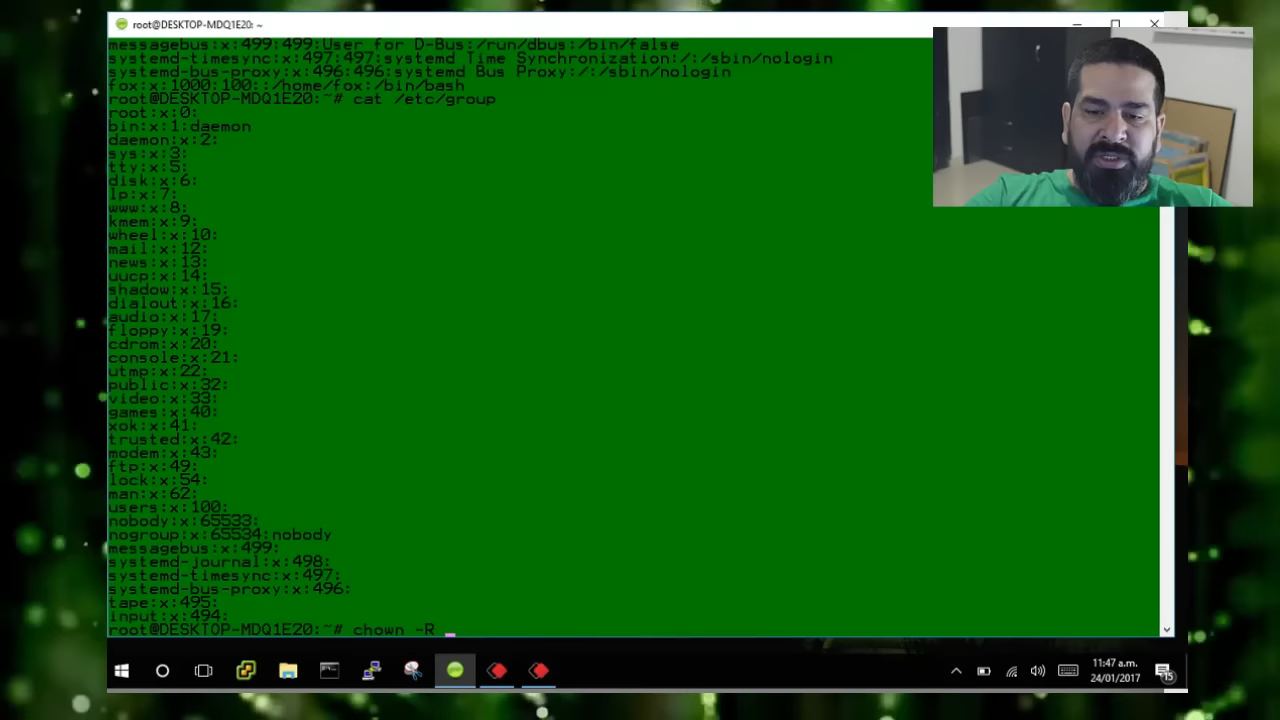 root@DESKTOP-MDQ1E20: ~
messagebus:x:499:499:User for D-Bus:/run/dbus:/bin/false
systemd-timesync:x:497:497:systemd Time Synchronization:/:/sbin/nologin
systemd-bus-proxy:x:496:496:systemd Bus Proxy:/:/sbin/nologin
fox:x:1000:100::/home/fox:/bin/bash
root@DESKTOP-MDQ1E20:~# cat /etc/group
root:x:0:
bin:x:1:daemon
daemon:x:2:
sys:x:3:
tty:x:5:
disk:x:6:
lp:x:7:
www:x:8:
kmem:x:9:
wheel:x:10:
mail:x:12:
news:x:13:
uucp:x:14:
shadow:x:15:
dialout:x:16:
audio:x:17:
floppy:x:19:
cdrom:x:20:
console:x:21:
utmp:x:22:
public:x:32:
video:x:33:
games:x:40:
xok:x:41:
trusted:x:42:
modem:x:43:
ftp:x:49:
lock:x:54:
man:x:62:
users:x:100:
nobody:x:65533:
nogroup:x:65534:nobody
messagebus:x:499:
systemd-journal:x:498:
systemd-timesync:x:497:
systemd-bus-proxy:x:496:
tape:x:495:
input:x:494:
root@DESKTOP-MDQ1E20:~# chown -R
11:47 a.m.
24/01/2017
15